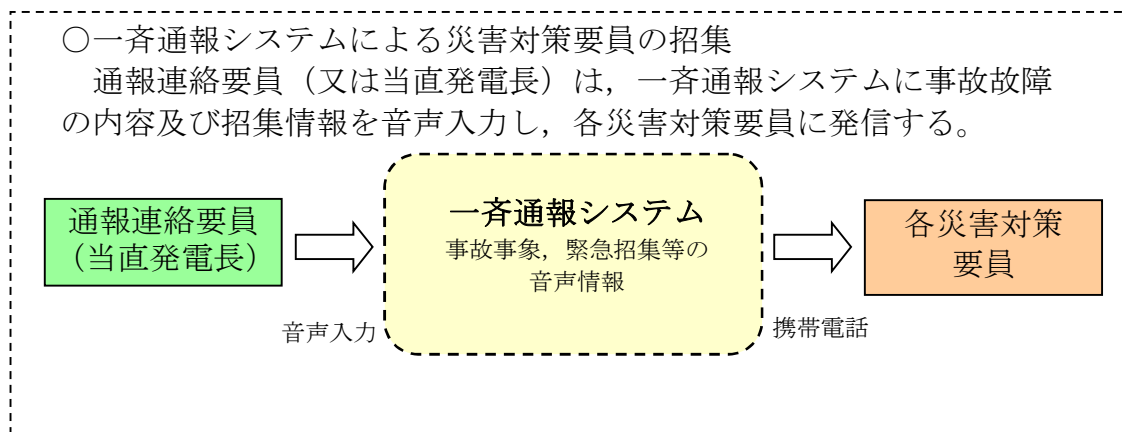 ○一斉通報システムによる災害対策要員の招集
通報連絡要員（又は当直発電長）は，一斉通報システムに事故故障
の内容及び招集情報を音声入力し，各災害対策要員に発信する。
通報連絡要員
（当直発電長）
音声入力
一斉通報システム
事故事象，緊急招集等の
音声情報
携帯電話
各災害対策
要員